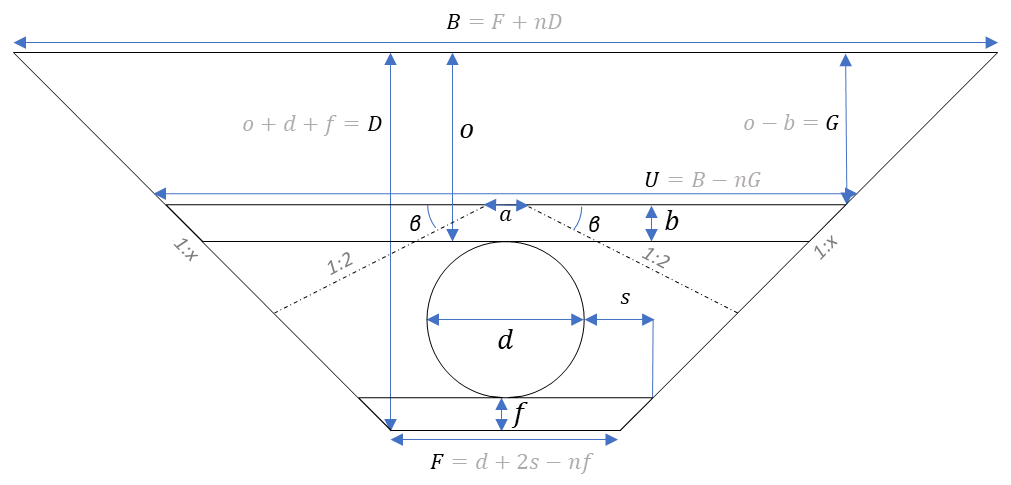 B = F + nD
o + d + f = D
o
o − b = G
U = B − nG
a
b
1:x
1:2
1:2
1:x
s
d
f
F = d + 2s − nf